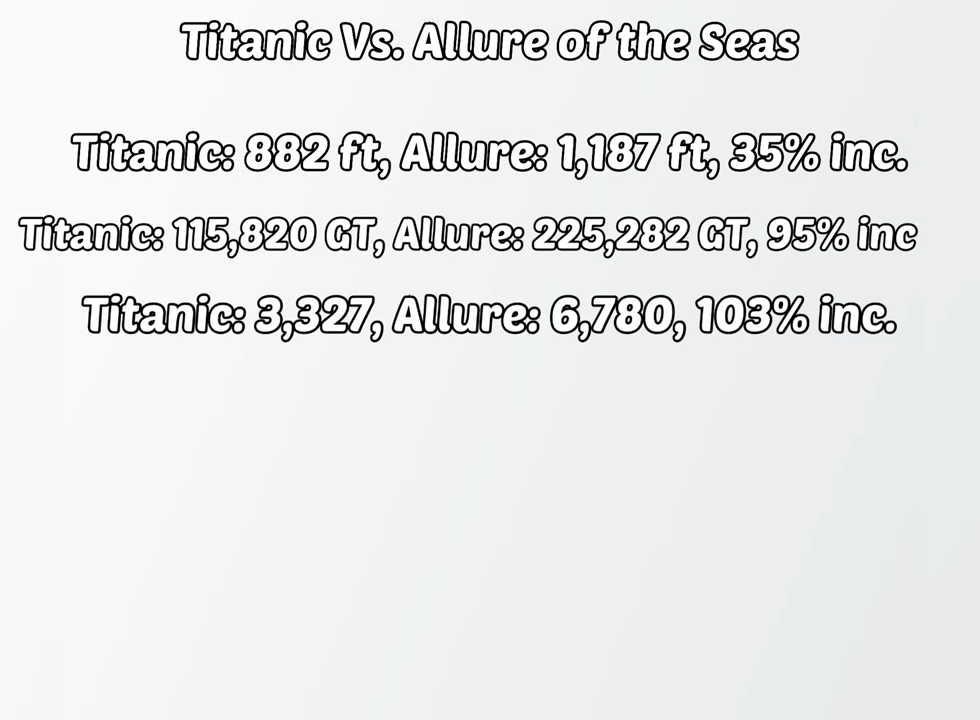 Titanic Vs. Allure of the Seas
Titanic: 882 ft, Allure: 1,187 ft, 35% inc.
Titanic: 115,820 GT, Allure: 225,282 GT, 95% inc
Titanic: 3,327, Allure: 6,780, 103% inc.